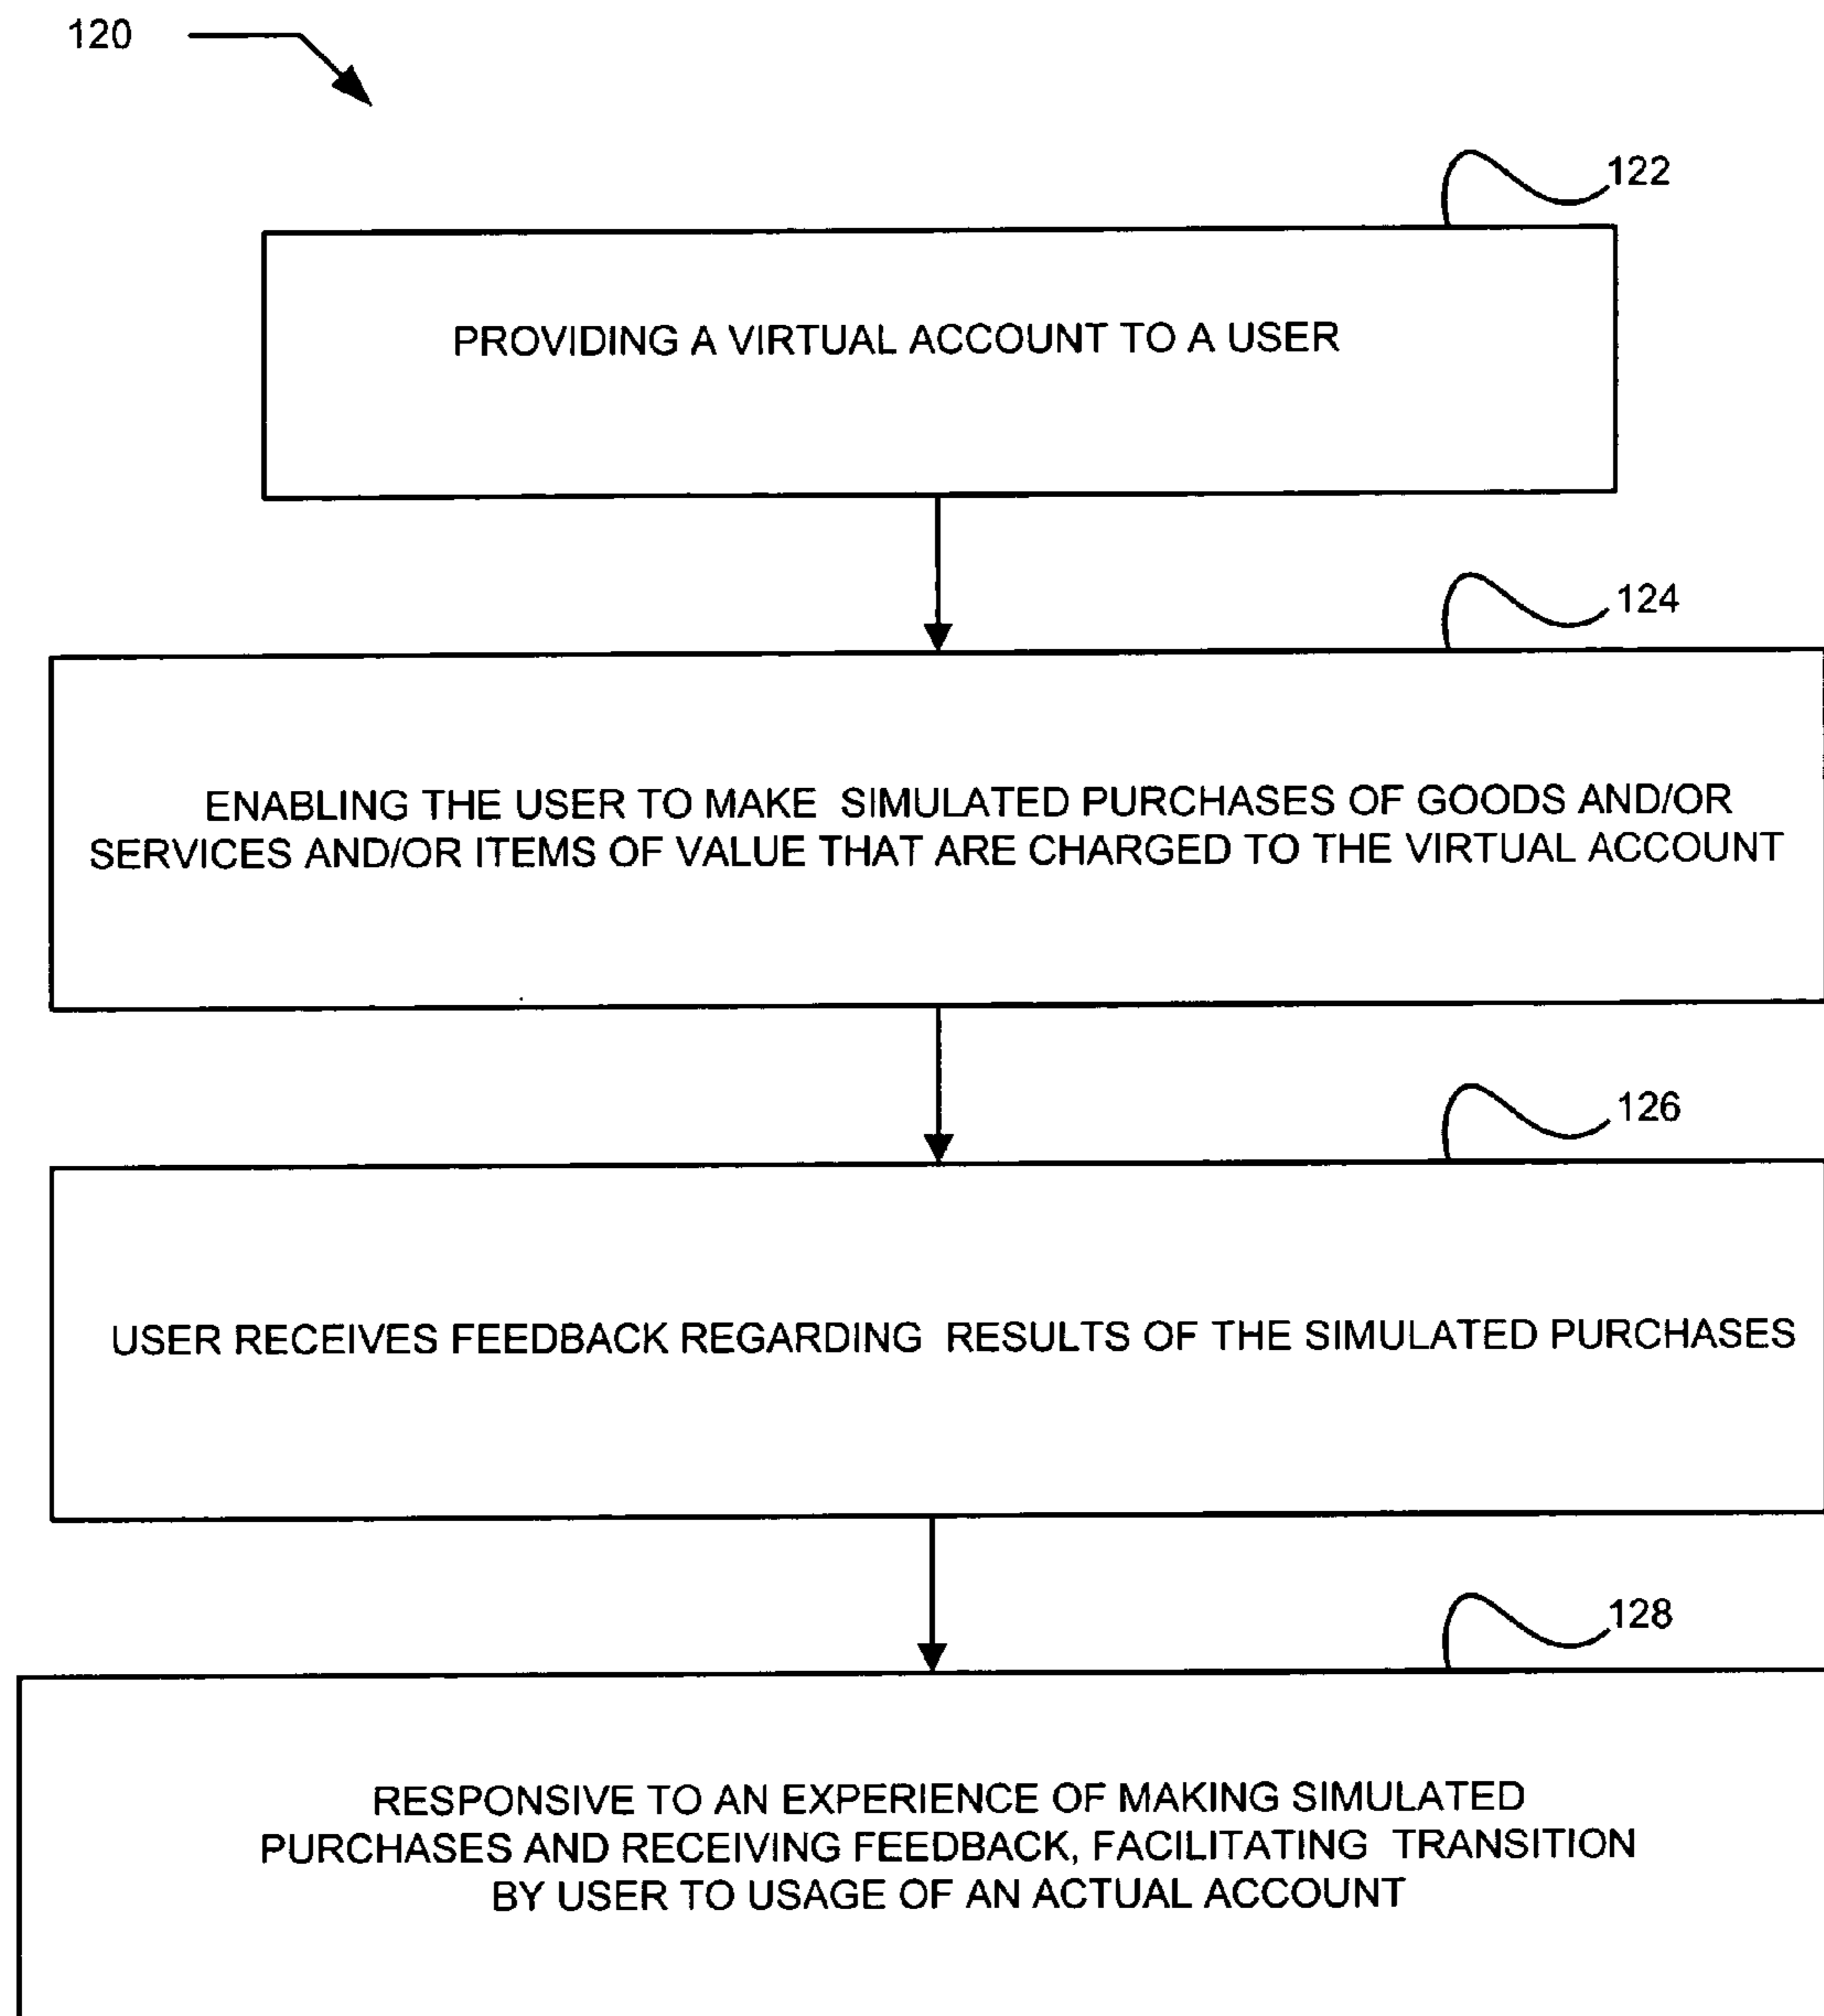 120
122
PROVIDING A VIRTUAL ACCOUNT TO A USER
124
ENABLING THE USER TO MAKE SIMULATED PURCHASES OF GOODS AND/OR
SERVICES AND/OR ITEMS OF VALUE THAT ARE CHARGED TO THE VIRTUAL ACCOUNT
126
USER RECEIVES FEEDBACK REGARDING RESULTS OF THE SIMULATED PURCHASES
128
RESPONSIVE TO AN EXPERIENCE OF MAKING SIMULATED
PURCHASES AND RECEIVING FEEDBACK, FACILITATING TRANSITION
BY USER TO USAGE OF AN ACTUAL ACCOUNT